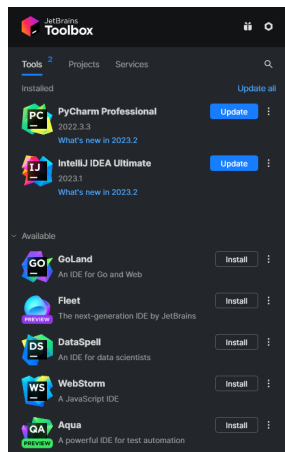 JetBrains
Toolbox
Tools 2 Projects Services
Installed Update all
PC PyCharm Professional Update
2022.3.3
What's new in 2023.2
IJ IntelliJ IDEA Ultimate Update
2023.1
What's new in 2023.2
Available
GO GoLand Install
An IDE for Go and Web
Fleet Install
PREVIEW The next-generation IDE by JetBrains
DS DataSpell Install
An IDE for data scientists
WS WebStorm Install
A JavaScript IDE
QA Aqua Install
PREVIEW A powerful IDE for test automation